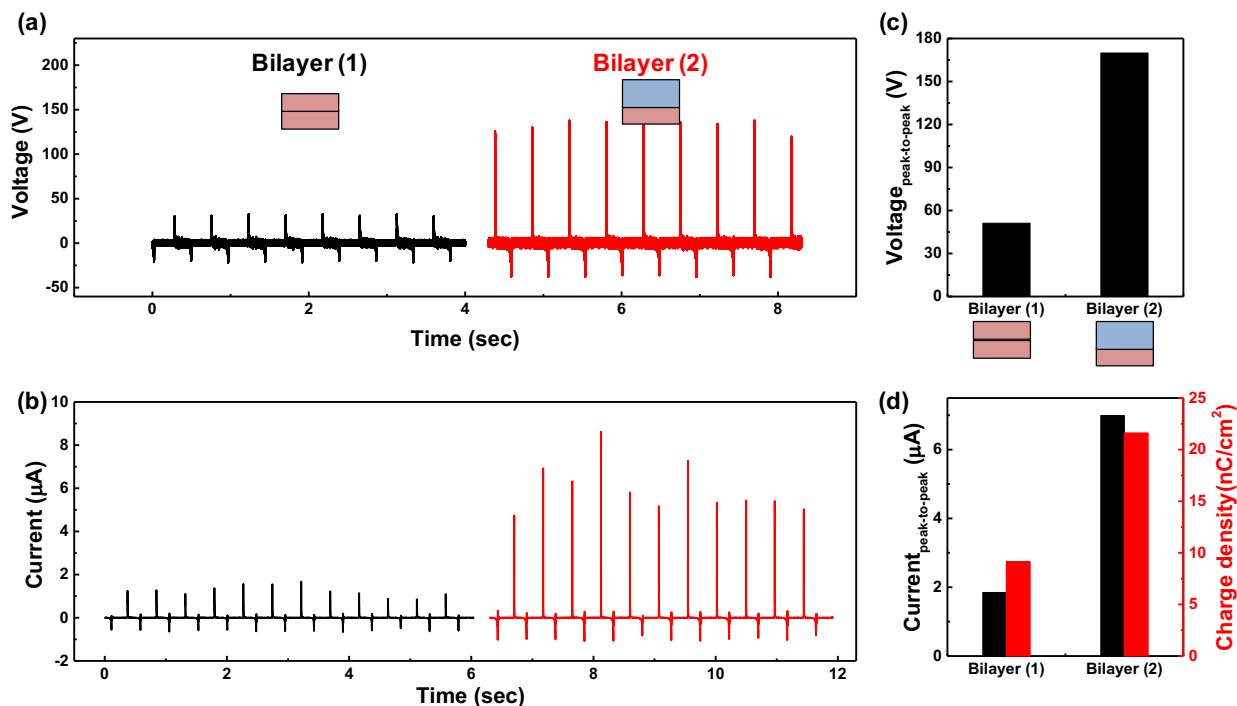 (a)
Voltage (V)
200
150
100
50
0
-50
Bilayer (1)
Bilayer (2)
0
2
4
6
8
Time (sec)
(c)
Voltage peak-to-peak (V)
180
150
120
90
60
30
0
Bilayer (1)
Bilayer (2)
(b)
Current (μA)
10
8
6
4
2
0
-2
0
2
4
6
8
10
12
Time (sec)
(d)
Current peak-to-peak (μA)
6
4
2
0
Bilayer (1)
Bilayer (2)
25
20
15
10
5
0
Charge density(nC/cm²)